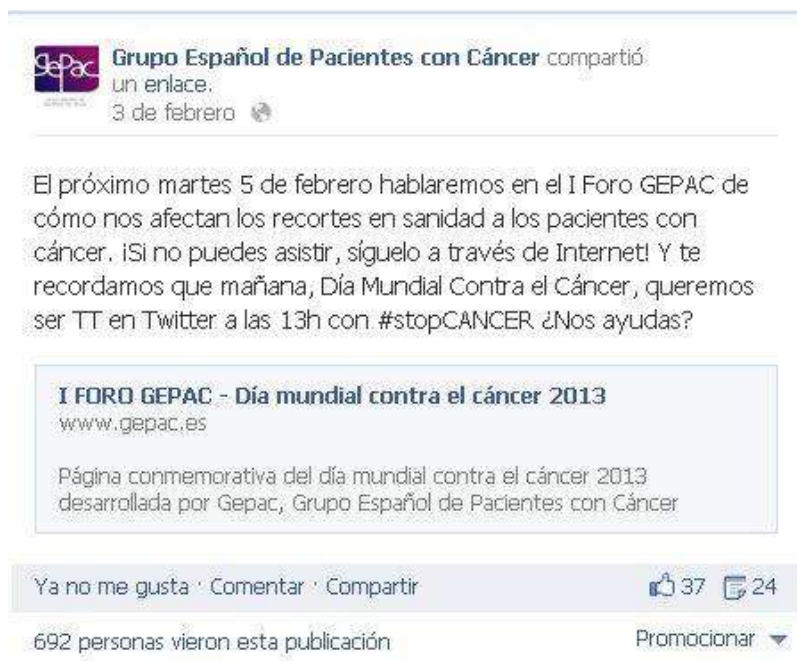 gepac
Grupo Español de Pacientes con Cáncer compartió
un enlace.
3 de febrero
El próximo martes 5 de febrero hablaremos en el I Foro GEPAC de
cómo nos afectan los recortes en sanidad a los pacientes con
cáncer. ¡Si no puedes asistir, síguelo a través de Internet! Y te
recordamos que mañana, Día Mundial Contra el Cáncer, queremos
ser TT en Twitter a las 13h con #stopCANCER ¿Nos ayudas?
I FORO GEPAC - Día mundial contra el cáncer 2013
www.gepac.es
Página conmemorativa del día mundial contra el cáncer 2013
desarrollada por Gepac, Grupo Español de Pacientes con Cáncer
Ya no me gusta · Comentar · Compartir 37 24
692 personas vieron esta publicación Promocionar